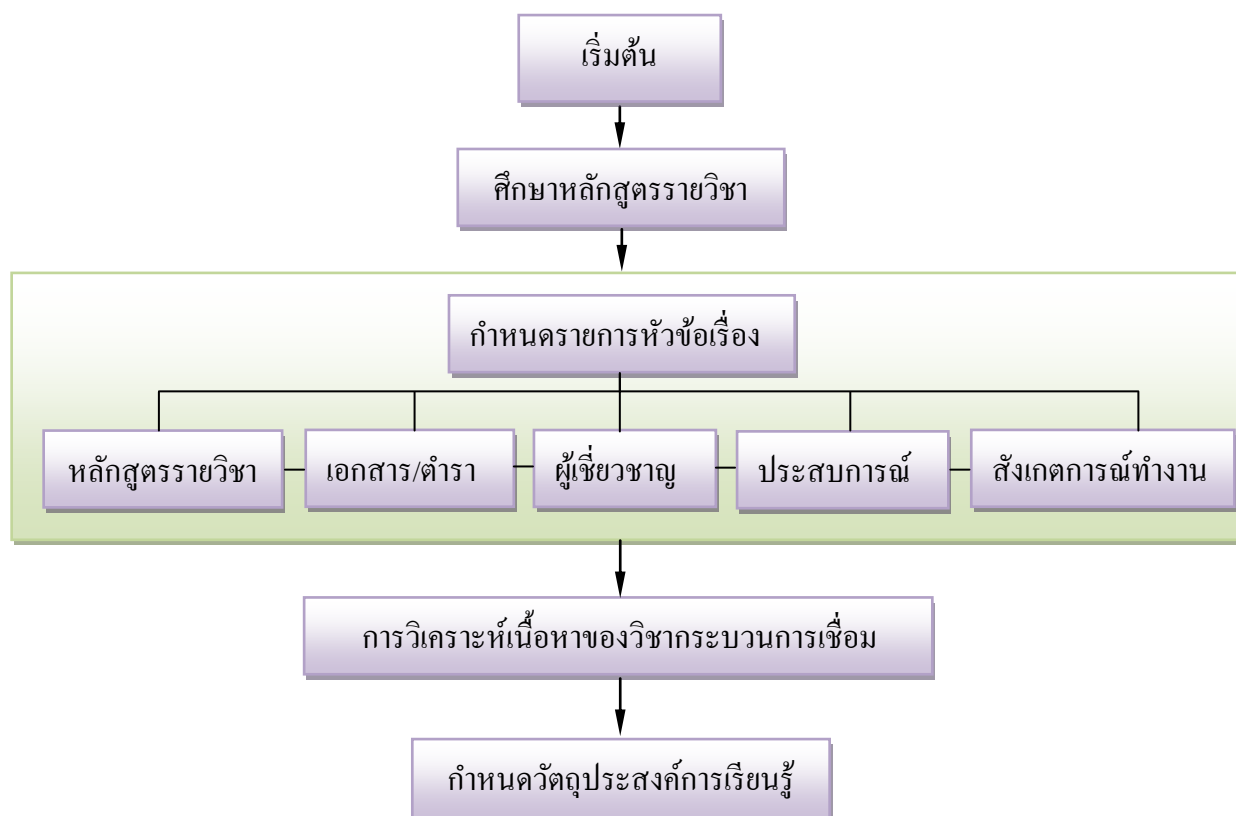 เริ่มต้น
ศึกษาหลักสูตรรายวิชา
กำหนดรายการหัวข้อเรื่อง
หลักสูตรรายวิชา
เอกสาร/ตำรา
ผู้เชี่ยวชาญ
ประสบการณ์
สังเกตการณ์ทำงาน
การวิเคราะห์เนื้อหาของวิชากระบวนการเชื่อม
กำหนดวัตถุประสงค์การเรียนรู้